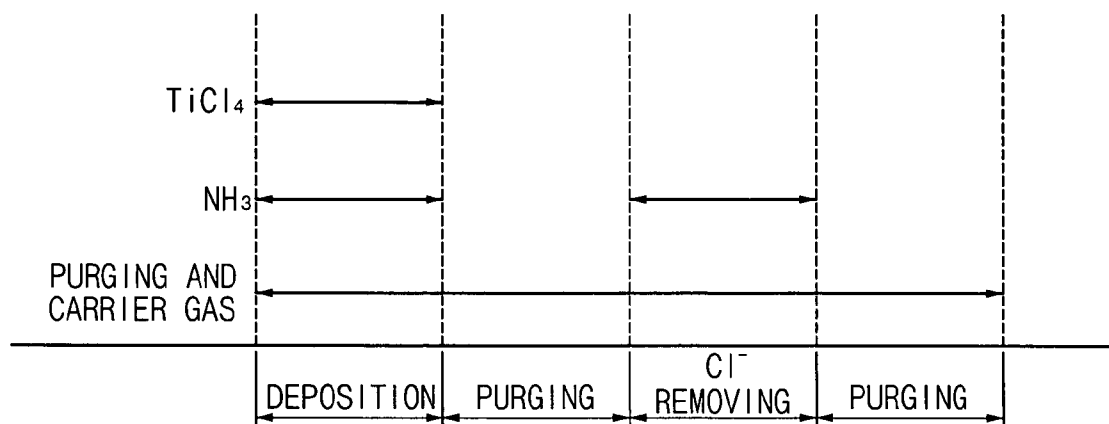 TiCl₄
NH₃
PURGING AND
CARRIER GAS
DEPOSITION
PURGING
Cl⁻
REMOVING
PURGING